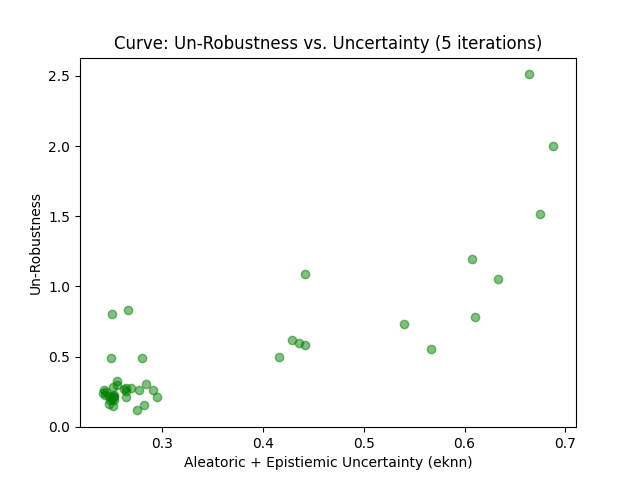 Curve: Un-Robustness vs. Uncertainty (5 iterations)
Un-Robustness
2.5
2.0
1.5
1.0
0.5
0.0
0.3 0.4 0.5 0.6 0.7
Aleatoric + Epistiemic Uncertainty (eknn)